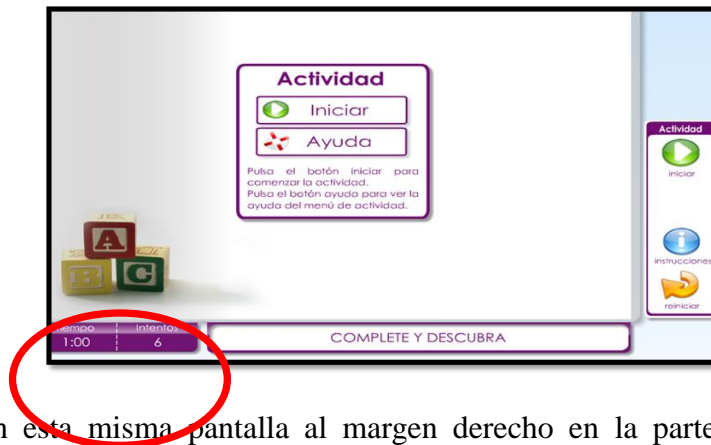 Actividad
Iniciar
Ayuda
Pulsa el botón iniciar para
comenzar la actividad.
Pulsa el botón ayuda para ver la
ayuda del menú de actividad.
Actividad
iniciar
instrucciones
reiniciar
A
B C
Tiempo Intentos
1:00 6
COMPLETE Y DESCUBRA
esta misma pantalla al margen derecho en la parte